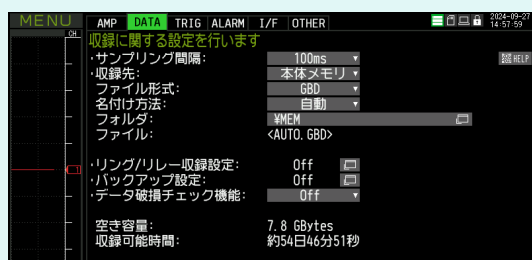 MENU
AMP DATA TRIG ALARM I/F OTHER
2024-09-27
14:57:59
CH
収録に関する設定を行います
・サンプリング間隔: 100ms
HELP
・収録先: 本体メモリ
ファイル形式: GBD
名付け方法: 自動
フォルダ: ¥MEM
ファイル: <AUTO.GBD>
・リング/リレー収録設定: Off
・バックアップ設定: Off
・データ破損チェック機能: Off
空き容量: 7.8 GBytes
収録可能時間: 約54日46分51秒